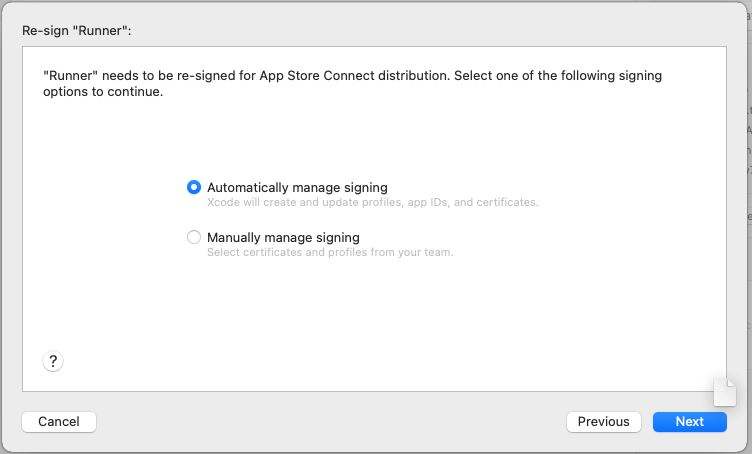 Re-sign "Runner":
"Runner" needs to be re-signed for App Store Connect distribution. Select one of the following signing
options to continue.
Automatically manage signing
Xcode will create and update profiles, app IDs, and certificates.
Manually manage signing
Select certificates and profiles from your team.
?
Cancel
Previous
Next